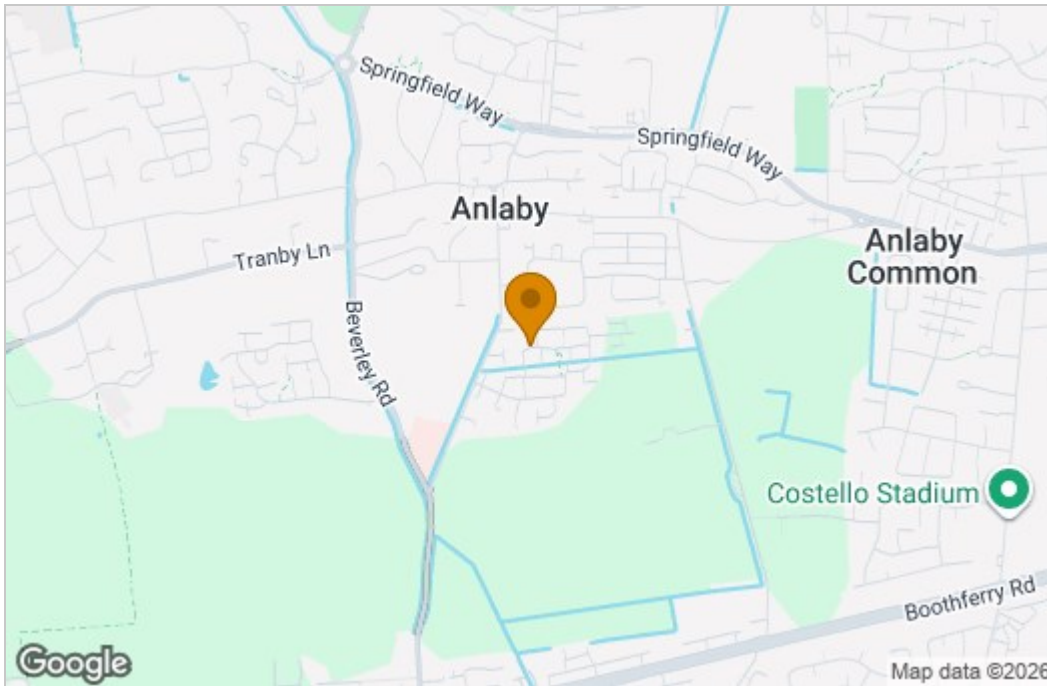 Springfield Way
Springfield Way
Anlaby
Anlaby
Common
Tranby Ln
Beverley Rd
Costello Stadium
Boothferry Rd
Google
Map data ©2026